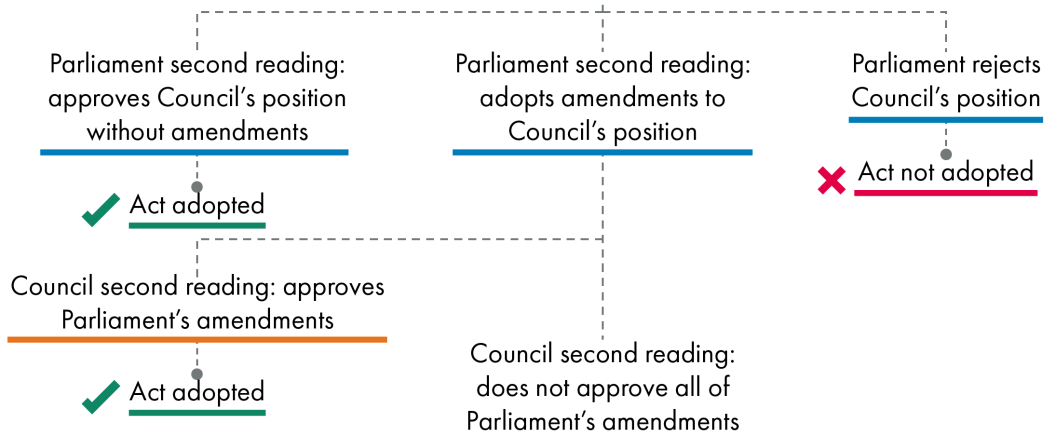 Parliament second reading:
approves Council’s position
without amendments
Parliament second reading:
adopts amendments to
Council’s position
Parliament rejects
Council’s position
Act adopted
Act not adopted
Council second reading: approves
Parliament’s amendments
Act adopted
Council second reading:
does not approve all of
Parliament’s amendments